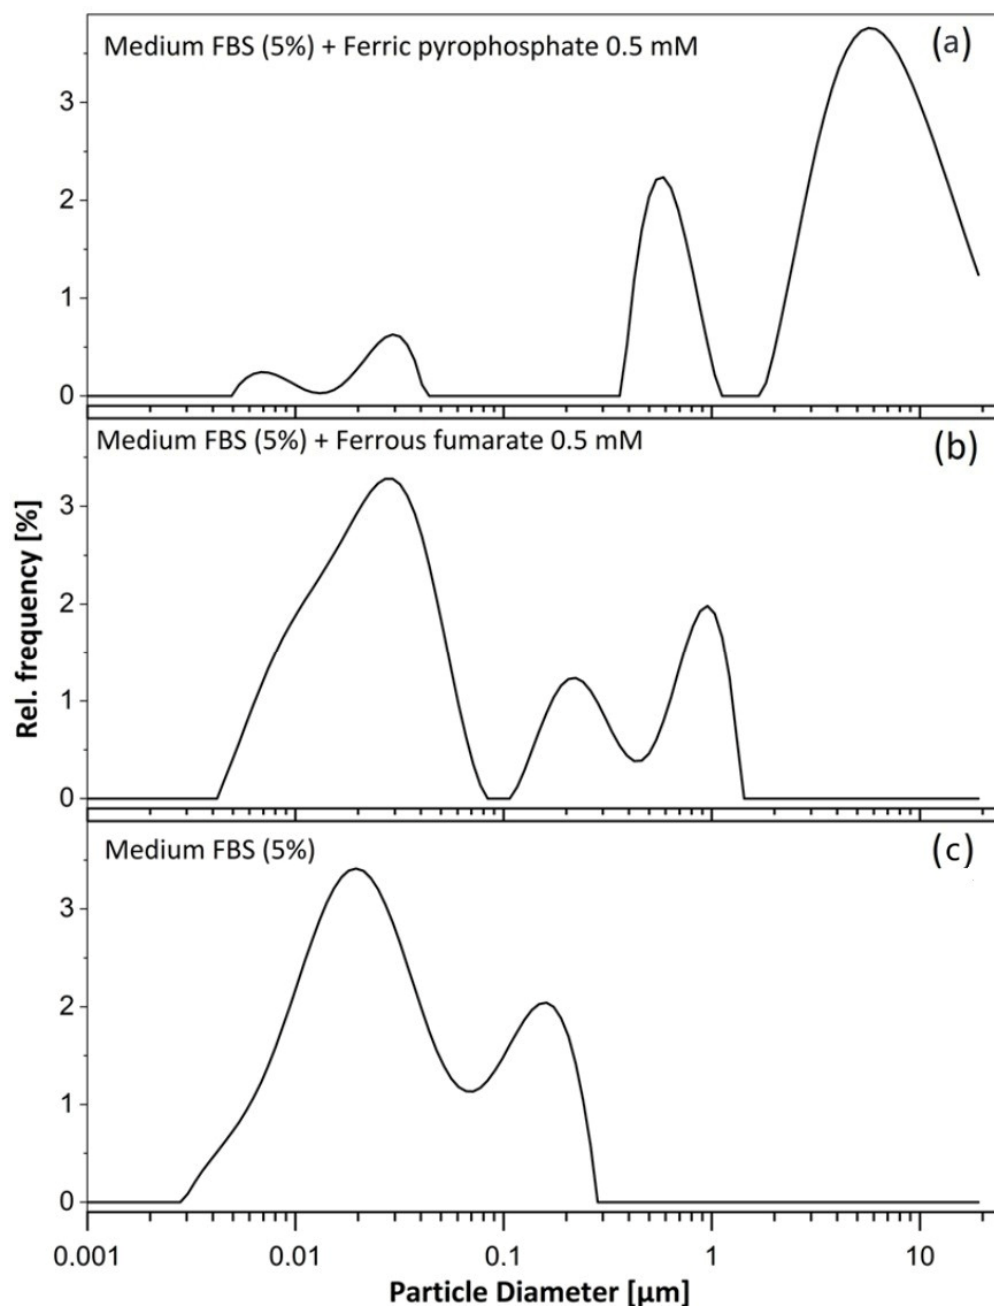 Medium FBS (5%) + Ferric pyrophosphate 0.5 mM
(a)
3
2
1
0
Medium FBS (5%) + Ferrous fumarate 0.5 mM
(b)
3
2
1
0
Rel. frequency [%]
Medium FBS (5%)
(c)
3
2
1
0
0.001 0.01 0.1 1 10
Particle Diameter [µm]